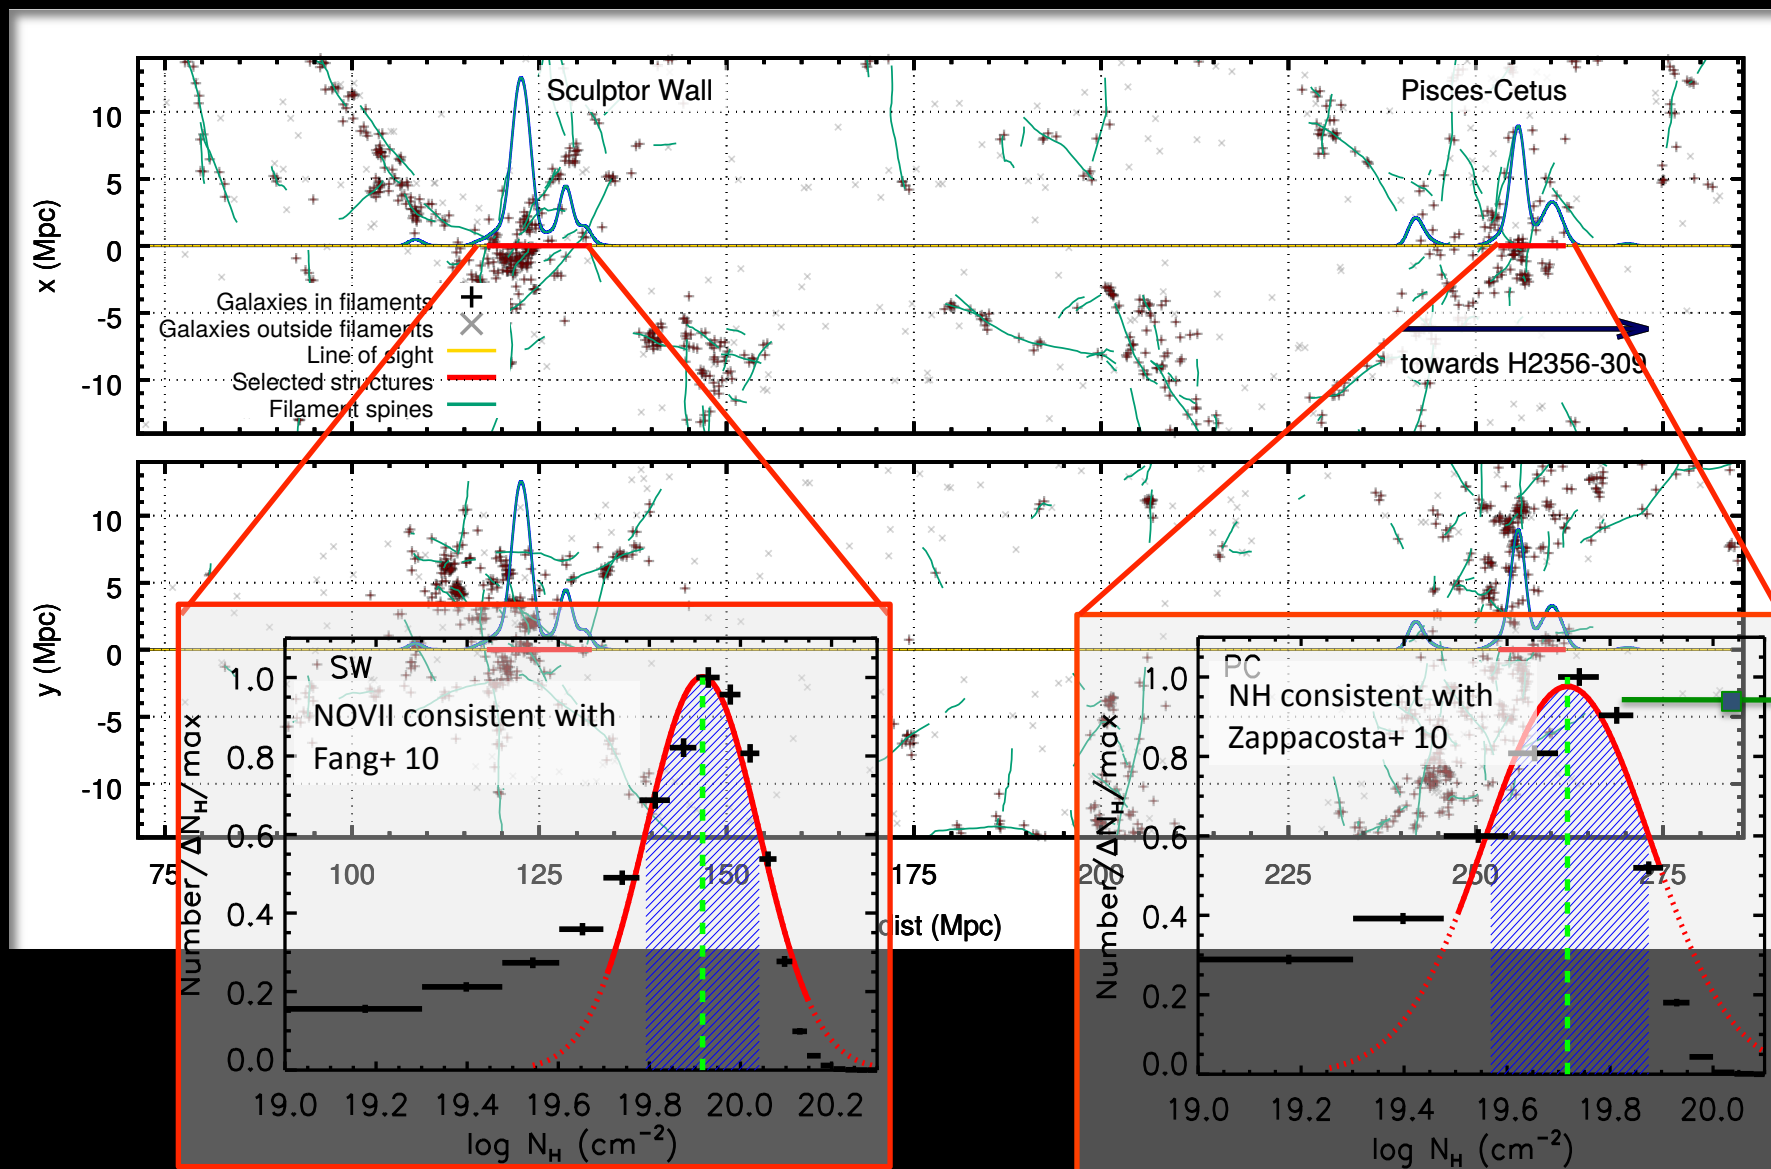 Sculptor Wall
Pisces-Cetus
10
5
0
-5
-10
x (Mpc)
Galaxies in filaments
Galaxies outside filaments
Line of sight
Selected structures
Filament spines
towards H2356-309
10
5
0
-5
-10
y (Mpc)
75
100
125
150
175
200
225
250
275
dist (Mpc)
SW
NOVII consistent with
Fang+ 10
1.0
0.8
0.6
0.4
0.2
0.0
Number/ΔN_H/max
19.0
19.2
19.4
19.6
19.8
20.0
20.2
log N_H (cm⁻²)
PC
NH consistent with
Zappacosta+ 10
1.0
0.8
0.6
0.4
0.2
0.0
Number/ΔN_H/max
19.0
19.2
19.4
19.6
19.8
20.0
log N_H (cm⁻²)